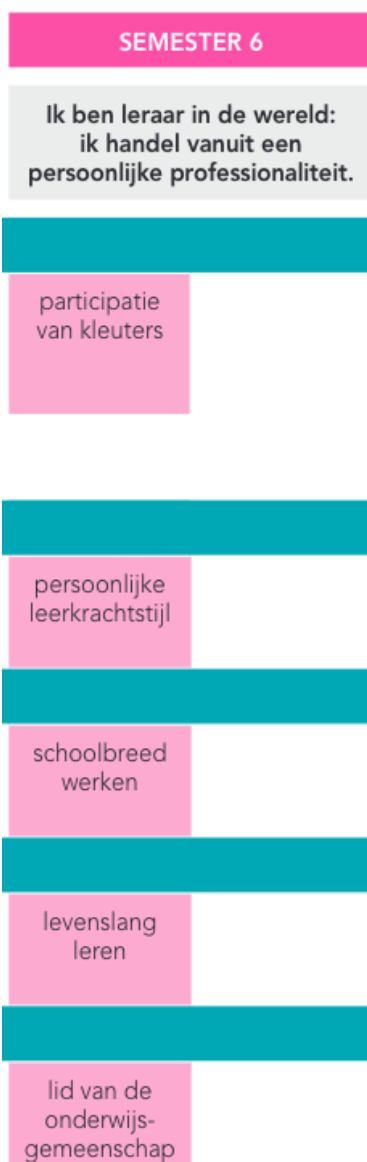 SEMESTER 6
Ik ben leraar in de wereld:
ik handel vanuit een
persoonlijke professionaliteit.
participatie
van kleuters
persoonlijke
leerkrachtstijl
schoolbreed
werken
levenslang
leren
lid van de
onderwijs-
gemeenschap